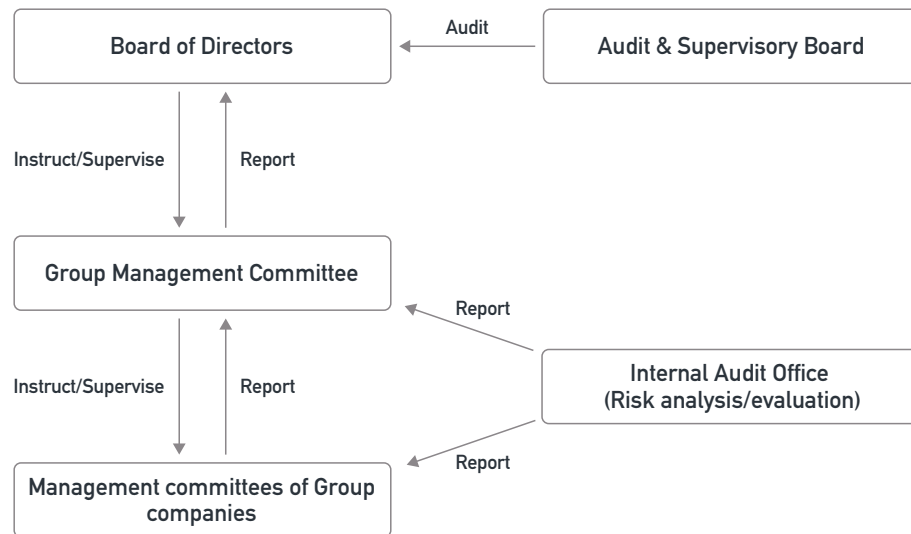 Board of Directors
Audit
Audit & Supervisory Board
Instruct/Supervise
Report
Group Management Committee
Report
Instruct/Supervise
Report
Internal Audit Office
(Risk analysis/evaluation)
Report
Management committees of Group
companies